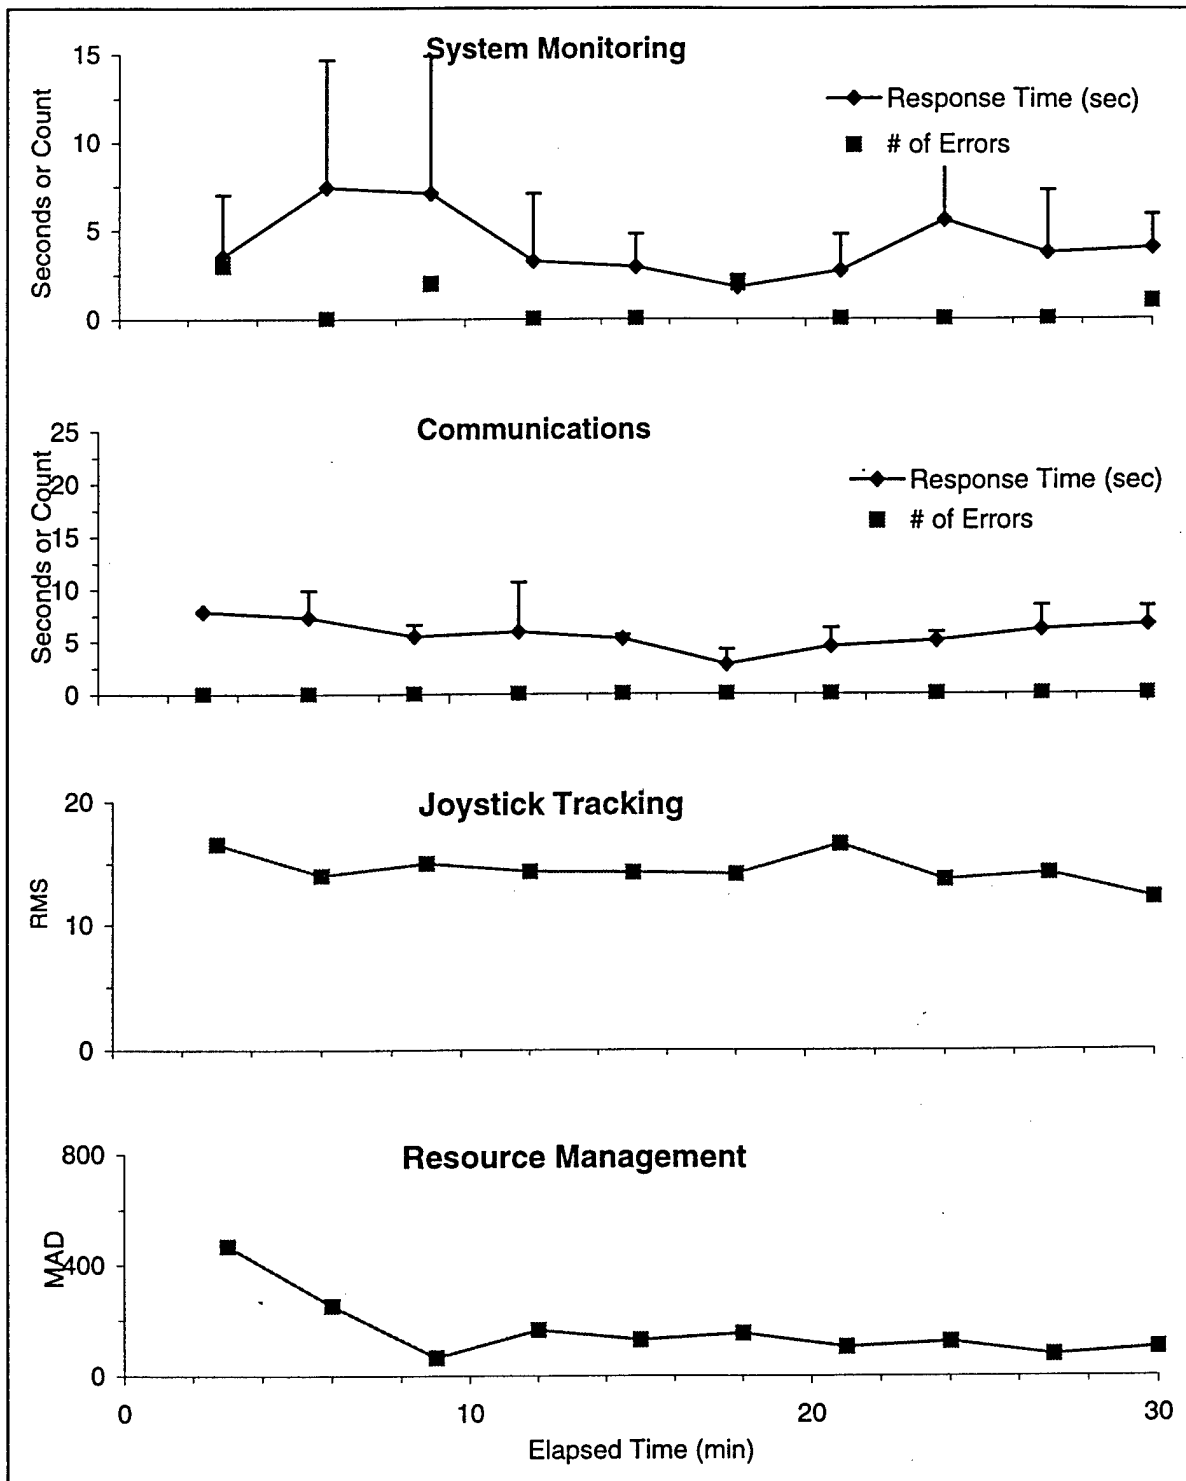 System Monitoring
15
10
5
0
Seconds or Count
Response Time (sec)
# of Errors
Communications
25
20
15
10
5
0
Seconds or Count
Response Time (sec)
# of Errors
Joystick Tracking
20
10
0
RMS
Resource Management
800
400
0
MAD
0 10 20 30
Elapsed Time (min)